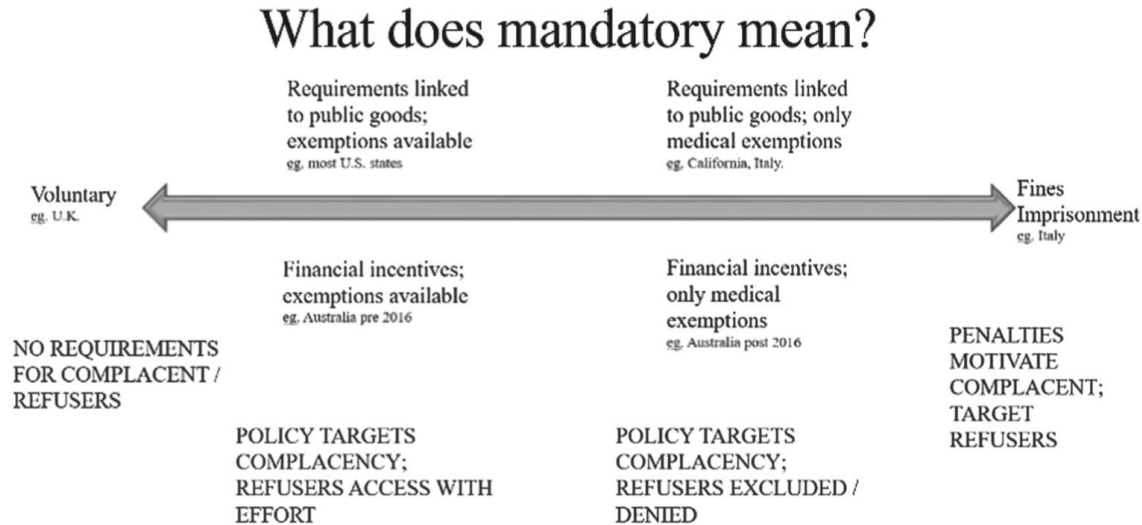 What does mandatory mean?
Requirements linked
to public goods;
exemptions available
eg. most U.S. states
Requirements linked
to public goods; only
medical exemptions
eg. California, Italy.
Voluntary
eg. U.K.
Fines
Imprisonment
eg. Italy
Financial incentives;
exemptions available
eg. Australia pre 2016
Financial incentives;
only medical
exemptions
eg. Australia post 2016
NO REQUIREMENTS
FOR COMPLACENT /
REFUSERS
POLICY TARGETS
COMPLACENCY;
REFUSERS ACCESS WITH
EFFORT
POLICY TARGETS
COMPLACENCY;
REFUSERS EXCLUDED /
DENIED
PENALTIES
MOTIVATE
COMPLACENT;
TARGET
REFUSERS